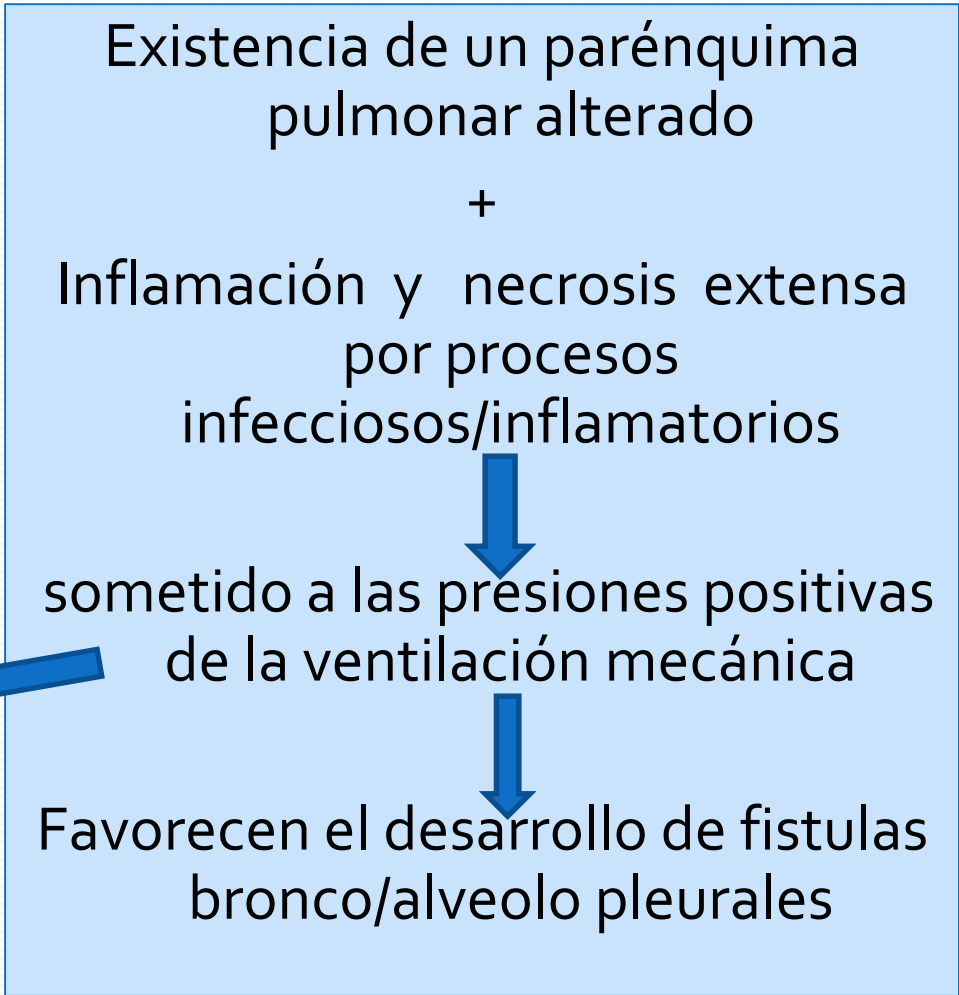 Existencia de un parénquima
pulmonar alterado
+
Inflamación y necrosis extensa
por procesos
infecciosos/inflamatorios
sometido a las presiones positivas
de la ventilación mecánica
Favorecen el desarrollo de fistulas
bronco/alveolo pleurales